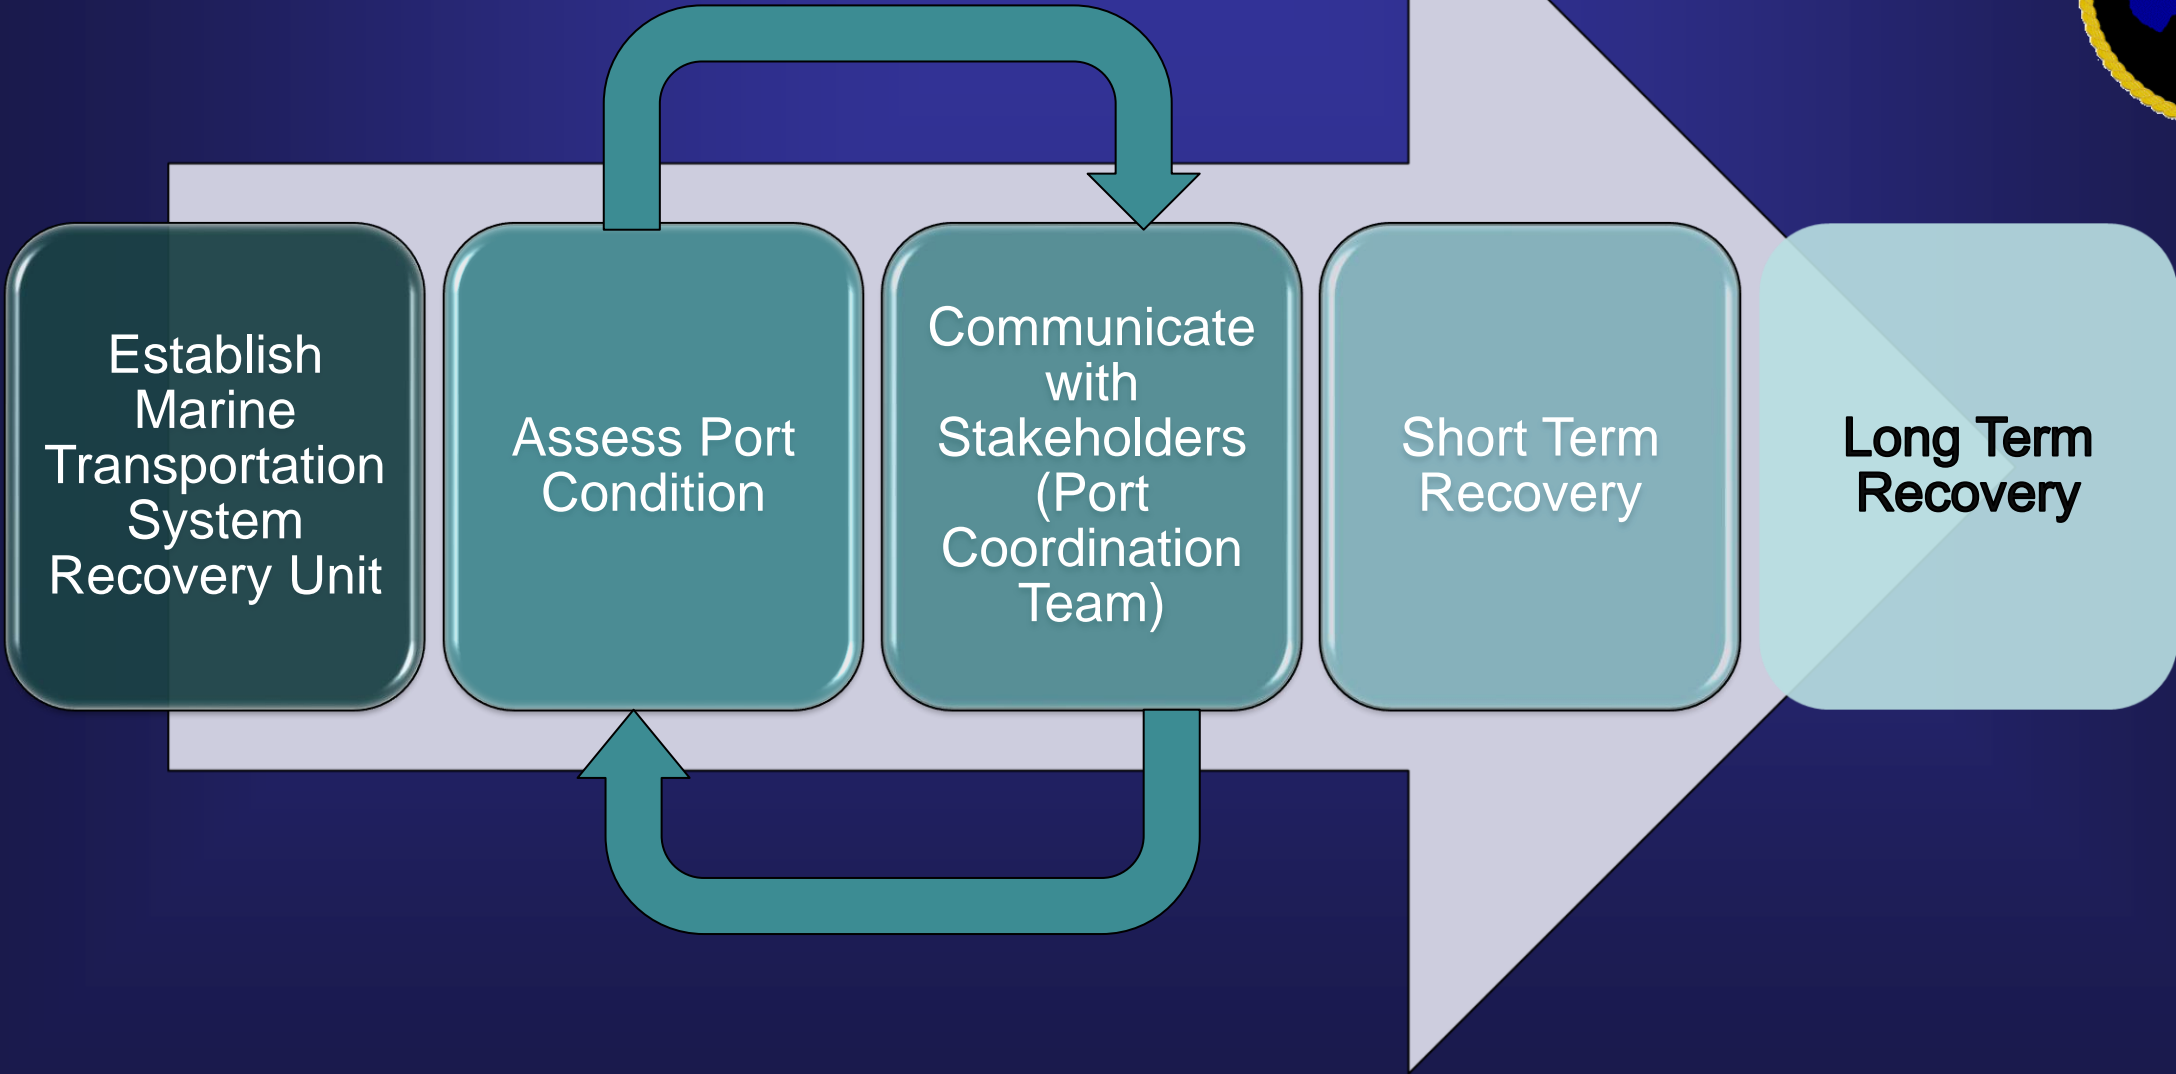 Establish
Marine
Transportation
System
Recovery Unit
Assess Port
Condition
Communicate
with
Stakeholders
(Port
Coordination
Team)
Short Term
Recovery
Long Term
Recovery